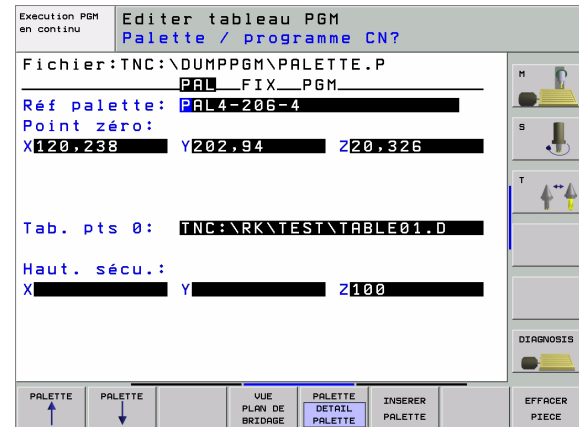 Execution PGM
en continu
Editer tableau PGM
Palette / programme CN?
Fichier:TNC:\DUMPPGM\PALETTE.P
PAL FIX PGM
Réf palette: PAL4-206-4
Point zéro:
X120,238 Y202,94 Z20,326
Tab. pts 0: TNC:\RK\TEST\TABLE01.D
Haut. sécu.:
X Y Z100
M
S
T
DIAGNOSIS
PALETTE
PALETTE
VUE
PLAN DE
BRIDAGE
PALETTE
DETAIL
PALETTE
INSERER
PALETTE
EFFACER
PIECE